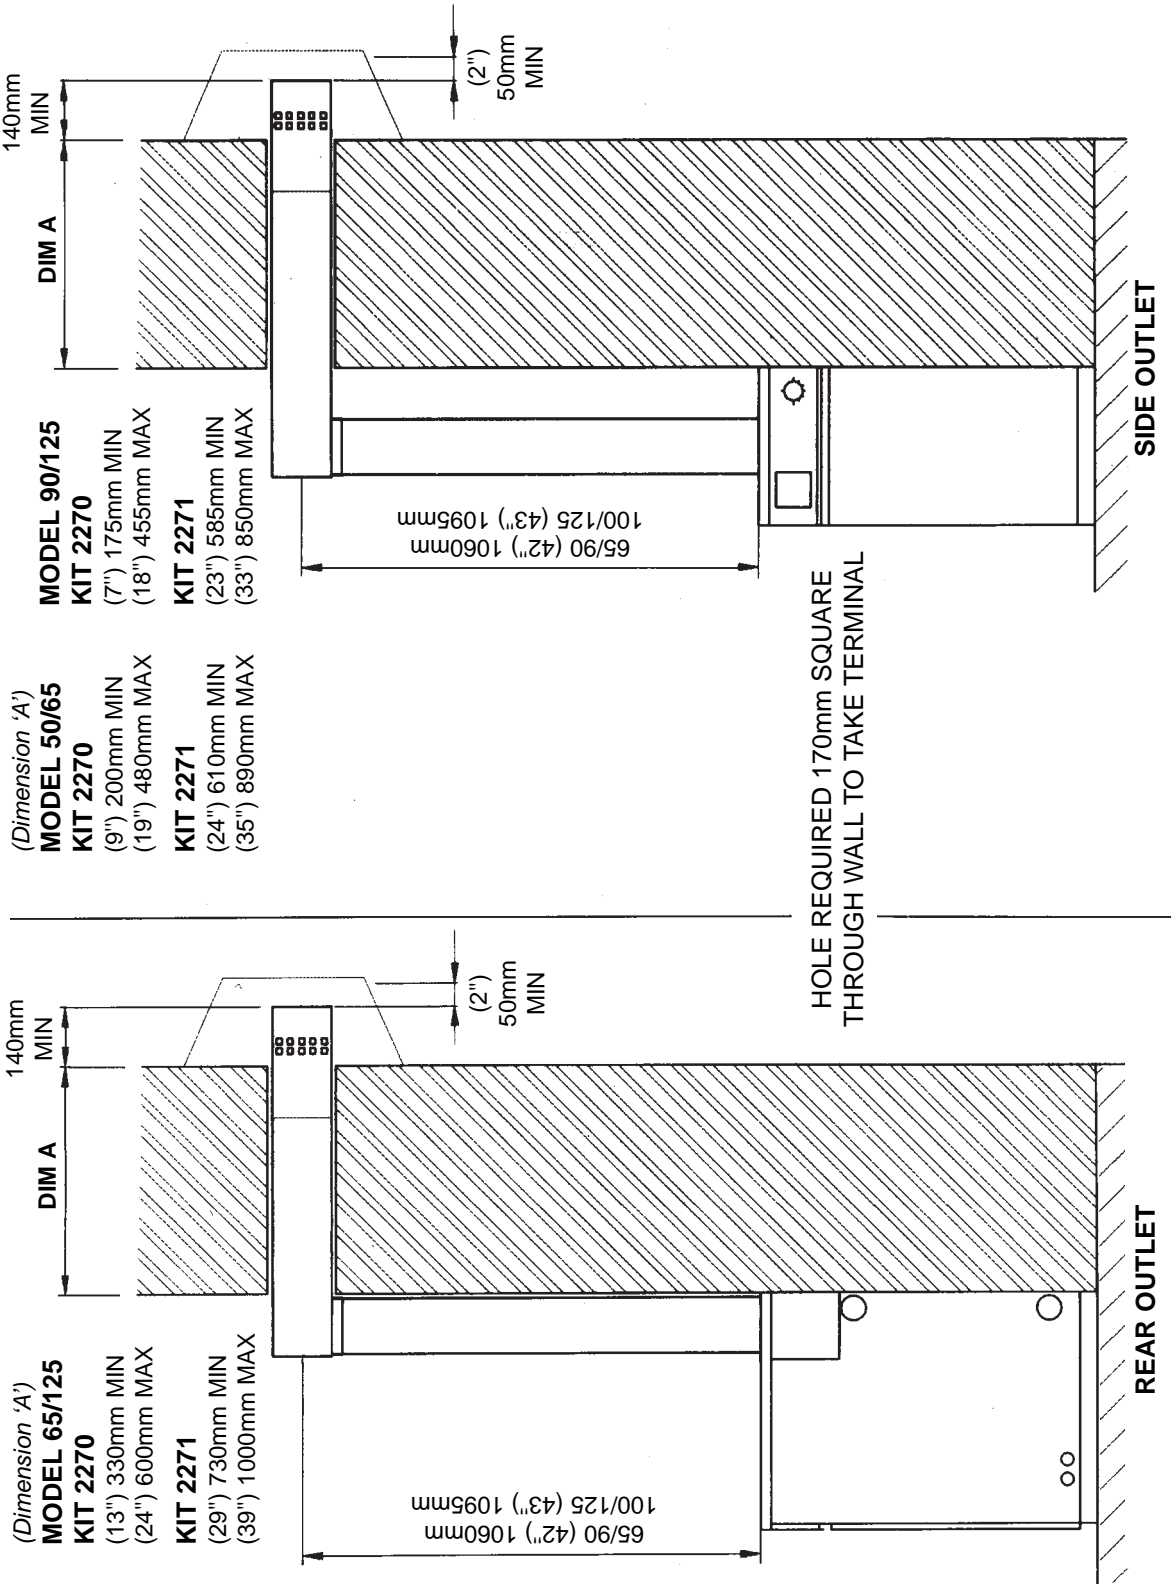 (Dimension ‘A’)
MODEL 65/125
KIT 2270
(13") 330mm MIN
(24") 600mm MAX
KIT 2271
(29") 730mm MIN
(39") 1000mm MAX
DIM A
140mm
MIN
65/90 (42") 1060mm
100/125 (43") 1095mm
(2")
50mm
MIN
REAR OUTLET
(Dimension ‘A’)
MODEL 50/65
KIT 2270
(9") 200mm MIN
(19") 480mm MAX
KIT 2271
(24") 610mm MIN
(35") 890mm MAX
MODEL 90/125
KIT 2270
(7") 175mm MIN
(18") 455mm MAX
KIT 2271
(23") 585mm MIN
(33") 850mm MAX
DIM A
140mm
MIN
65/90 (42") 1060mm
100/125 (43") 1095mm
(2")
50mm
MIN
HOLE REQUIRED 170mm SQUARE
THROUGH WALL TO TAKE TERMINAL
SIDE OUTLET